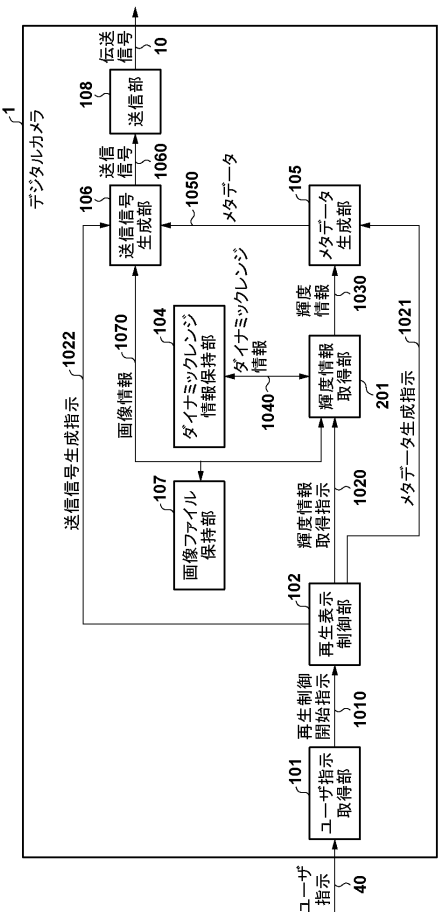 1
デジタルカメラ
ユーザ
指示
40
101
ユーザ指示
取得部
再生制御
開始指示
1010
102
再生表示
制御部
送信信号生成指示
1022
輝度情報
取得指示
1020
メタデータ生成指示
1021
107
画像ファイル
保持部
画像情報
1070
104
ダイナミックレンジ
情報保持部
ダイナミックレンジ
情報
1040
輝度情報
取得部
201
輝度情報
1030
105
メタデータ
生成部
1050
メタデータ
106
送信信号
生成部
送信
信号
1060
108
送信部
伝送
信号
10